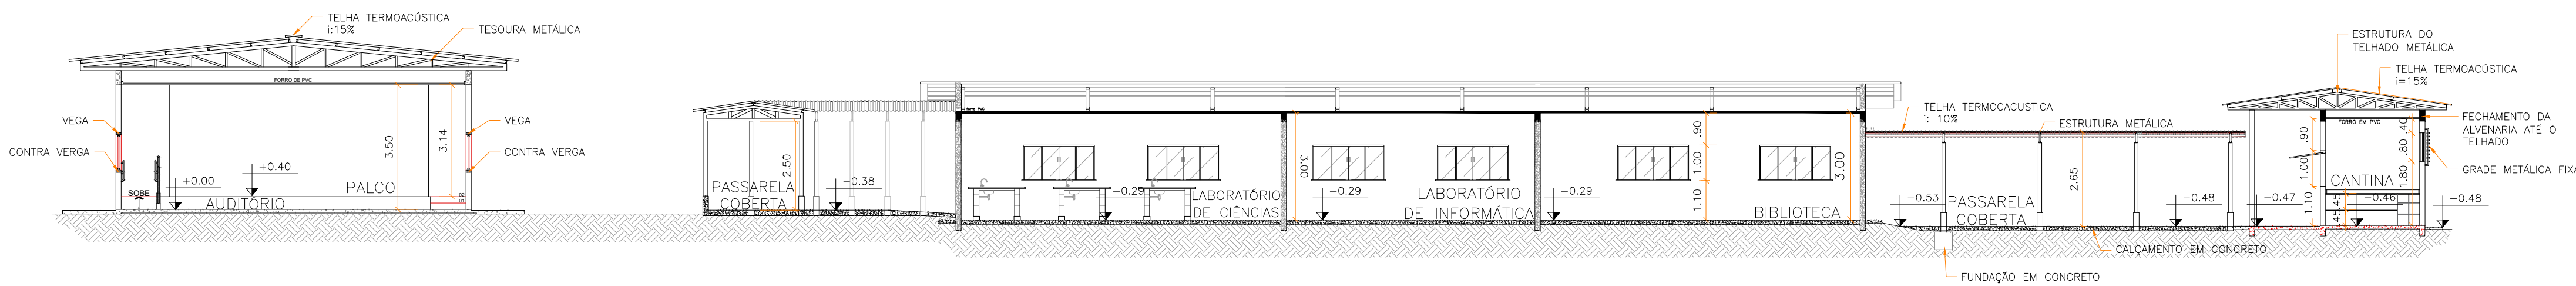 TELHA TERMOACÚSTICA
i:15%
TESOURA METÁLICA
FORRO DE PVC
VEGA
CONTRA VERGA
3.50
3.14
VEGA
CONTRA VERGA
+0.00
+0.40
SOBE
PALCO
AUDITÓRIO
2.50
PASSARELA
COBERTA
-0.38
forro PVC
-0.29
LABORATÓRIO
DE CIÊNCIAS
3.00
-0.29
LABORATÓRIO
DE INFORMÁTICA
-0.29
.90
1.00
1.10
3.00
BIBLIOTECA
TELHA TERMOCACUSTICA
i: 10%
ESTRUTURA METÁLICA
-0.53
PASSARELA
COBERTA
2.65
-0.48
CALÇAMENTO EM CONCRETO
FUNDAÇÃO EM CONCRETO
ESTRUTURA DO
TELHADO METÁLICA
TELHA TERMOACÚSTICA
i=15%
FORRO EM PVC
FECHAMENTO DA
ALVENARIA ATÉ O
TELHADO
GRADE METÁLICA FIXA
.90
1.00
1.10
.40
.80
1.80
CANTINA
.45
.45
-0.47
-0.46
-0.48